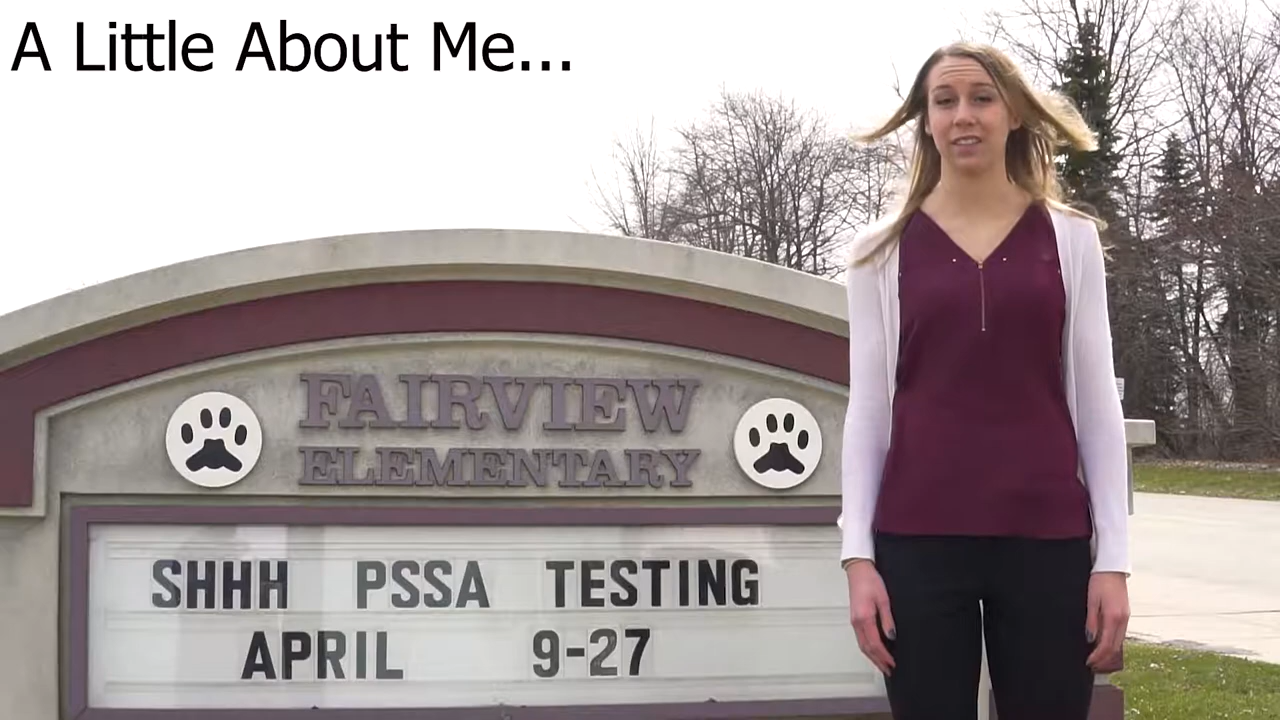 A Little About Me...
FAIRVIEW
ELEMENTARY
SHHH PSSA TESTING
APRIL 9-27